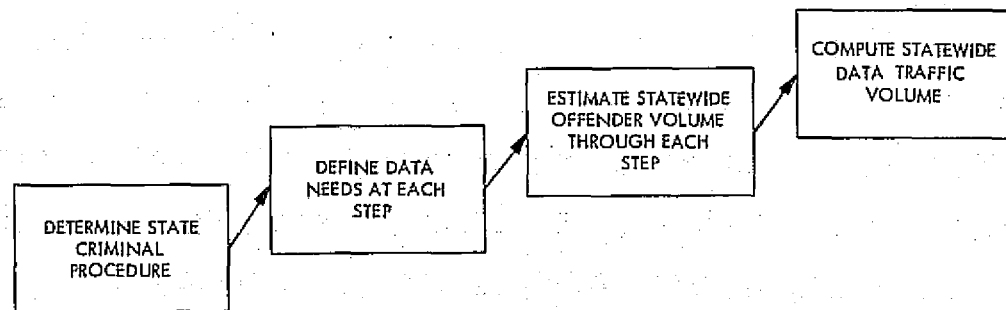 DETERMINE STATE
CRIMINAL
PROCEDURE
DEFINE DATA
NEEDS AT EACH
STEP
ESTIMATE STATEWIDE
OFFENDER VOLUME
THROUGH EACH
STEP
COMPUTE STATEWIDE
DATA TRAFFIC
VOLUME